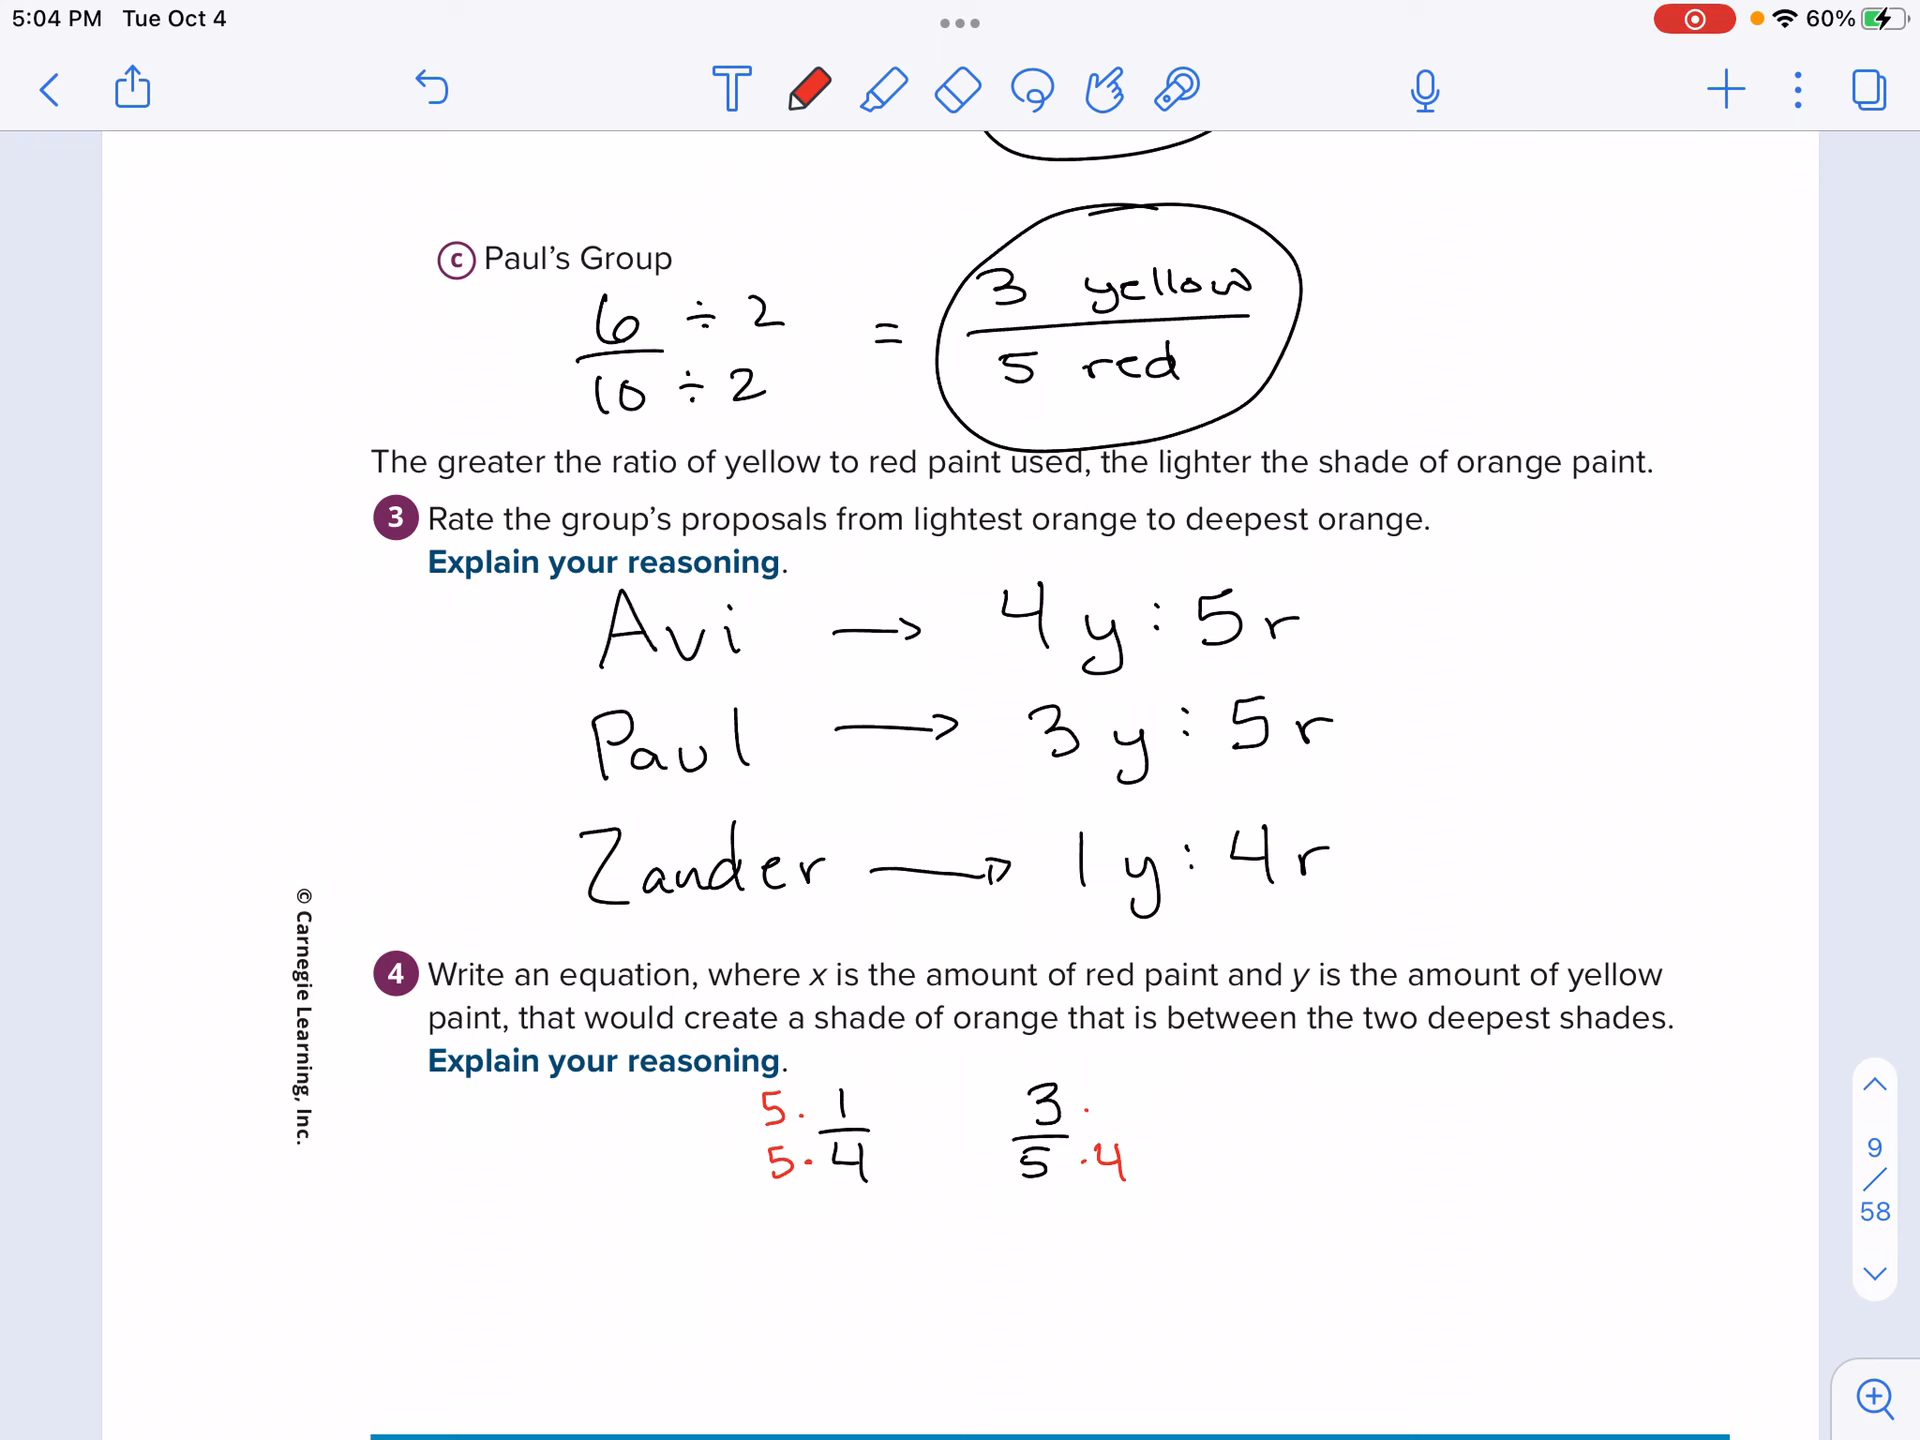 5:04 PM Tue Oct 4
60%
c Paul's Group
6 ÷ 2 = 3 yellow
10 ÷ 2 5 red
The greater the ratio of yellow to red paint used, the lighter the shade of orange paint.
3 Rate the group's proposals from lightest orange to deepest orange.
Explain your reasoning.
Avi → 4y : 5r
Paul → 3y : 5r
Zander → 1y : 4r
4 Write an equation, where x is the amount of red paint and y is the amount of yellow
paint, that would create a shade of orange that is between the two deepest shades.
Explain your reasoning.
5 · 1 3 ·
5 · 4 5 · 4
© Carnegie Learning, Inc.
9
/
58